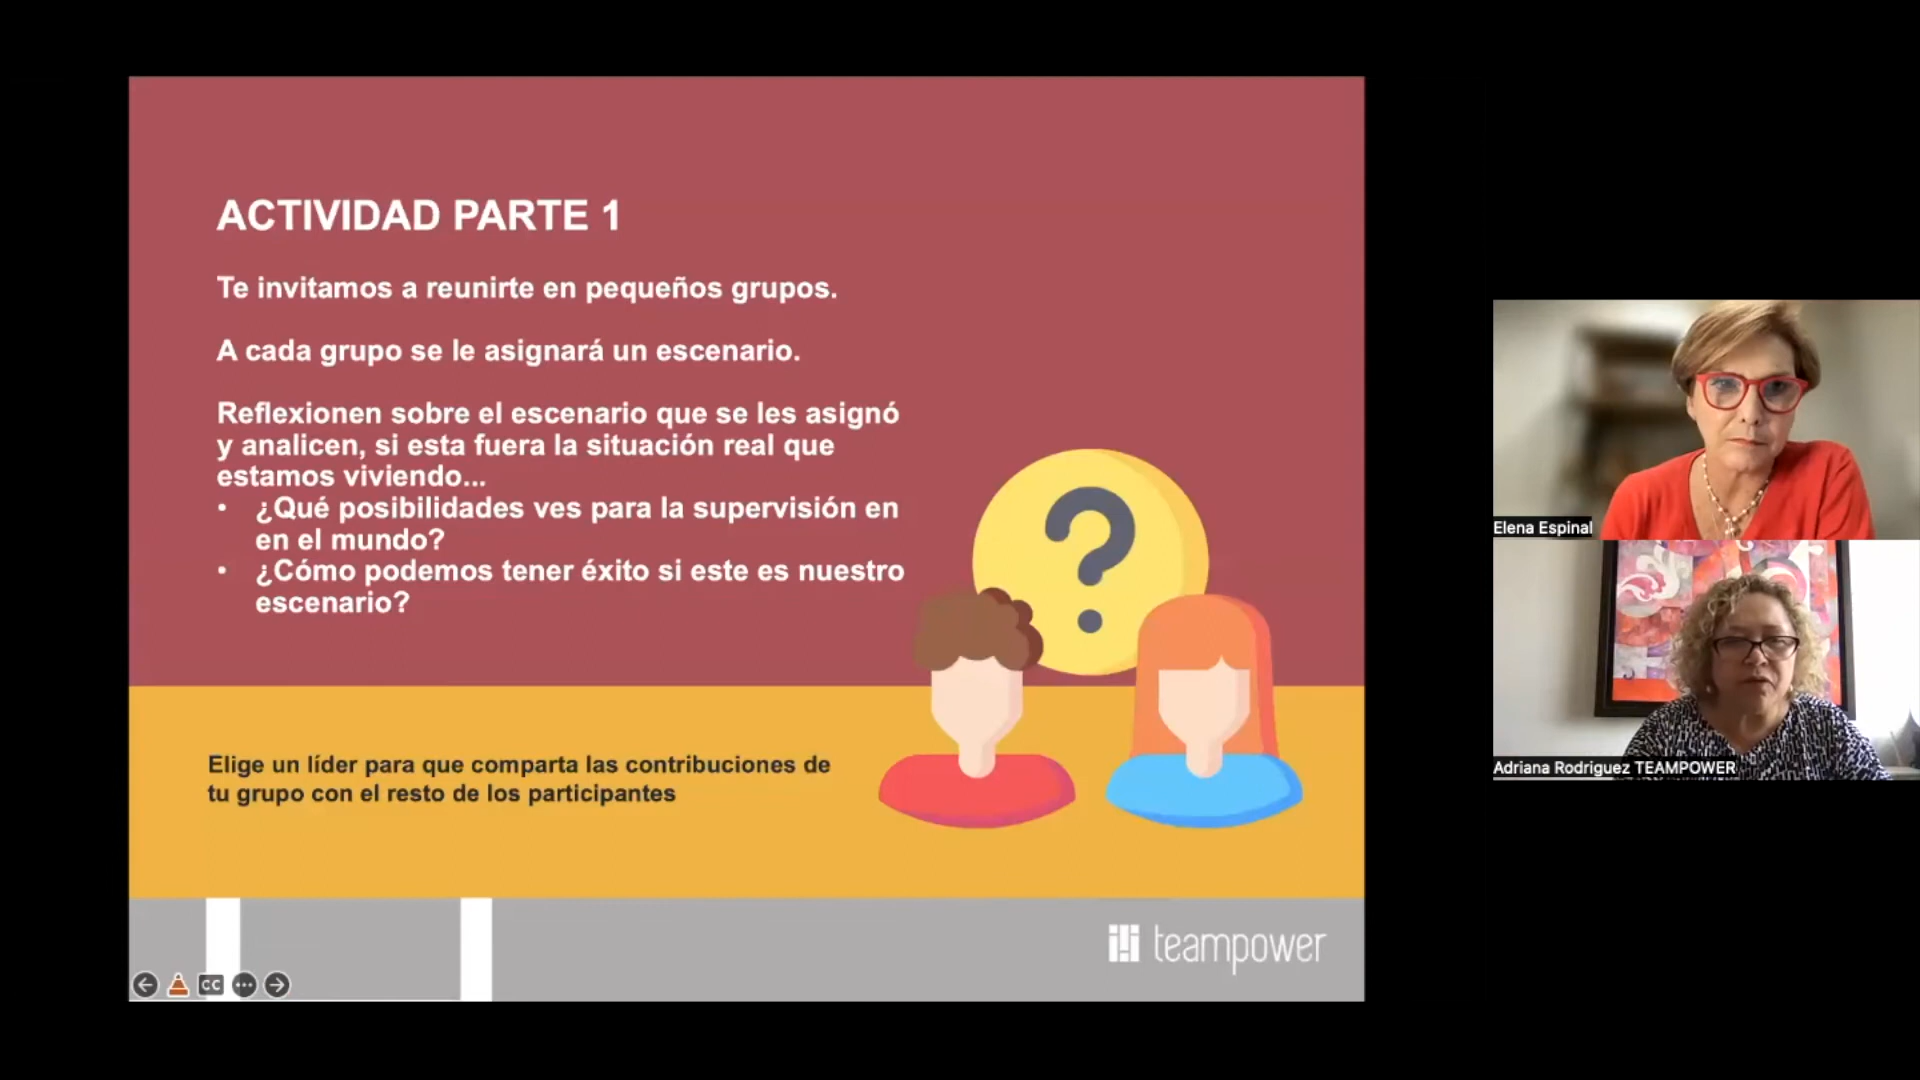 ACTIVIDAD PARTE 1
Te invitamos a reunirte en pequeños grupos.
A cada grupo se le asignará un escenario.
Reflexionen sobre el escenario que se les asignó
y analicen, si esta fuera la situación real que
estamos viviendo...
• ¿Qué posibilidades ves para la supervisión en
en el mundo?
• ¿Cómo podemos tener éxito si este es nuestro
escenario?
?
Elige un líder para que comparta las contribuciones de
tu grupo con el resto de los participantes
teampower
CC
Elena Espinal
Adriana Rodriguez TEAMPOWER